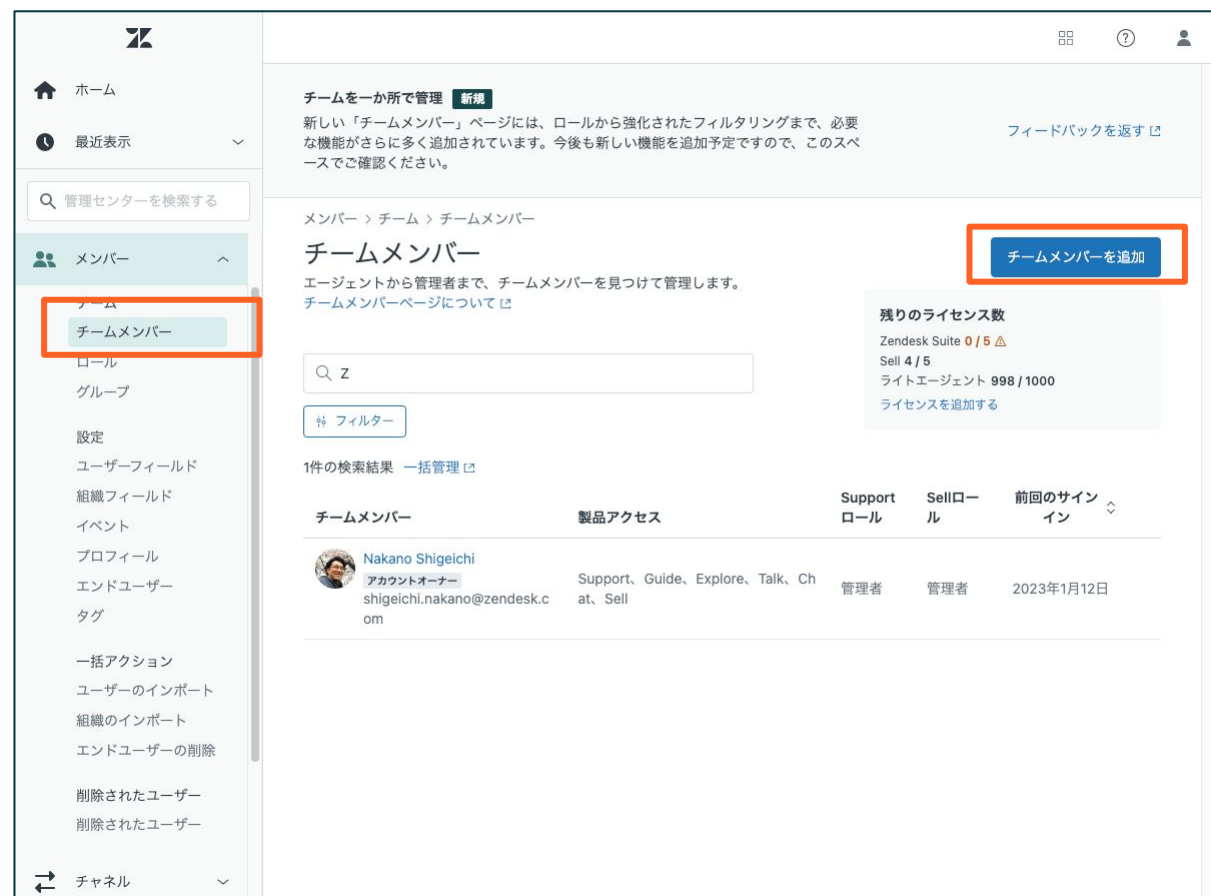 ホーム
最近表示
管理センターを検索する
メンバー
チーム
チームメンバー
ロール
グループ
設定
ユーザーフィールド
組織フィールド
イベント
プロフィール
エンドユーザー
タグ
一括アクション
ユーザーのインポート
組織のインポート
エンドユーザーの削除
削除されたユーザー
削除されたユーザー
チャネル
チームを一か所で管理 新規
新しい「チームメンバー」ページには、ロールから強化されたフィルタリングまで、必要
な機能がさらに多く追加されています。今後も新しい機能を追加予定ですので、このスペ
ースでご確認ください。
フィードバックを返す
メンバー > チーム > チームメンバー
チームメンバー
エージェントから管理者まで、チームメンバーを見つけて管理します。
チームメンバーページについて
チームメンバーを追加
残りのライセンス数
Zendesk Suite 0 / 5
Sell 4 / 5
ライトエージェント 998 / 1000
ライセンスを追加する
Z
フィルター
1件の検索結果 一括管理
チームメンバー 製品アクセス Support ロール Sellロー ル 前回のサイン イン
Nakano Shigeichi
アカウントオーナー
shigeichi.nakano@zendesk.c
om
Support、Guide、Explore、Talk、Ch
at、Sell
管理者
管理者
2023年1月12日